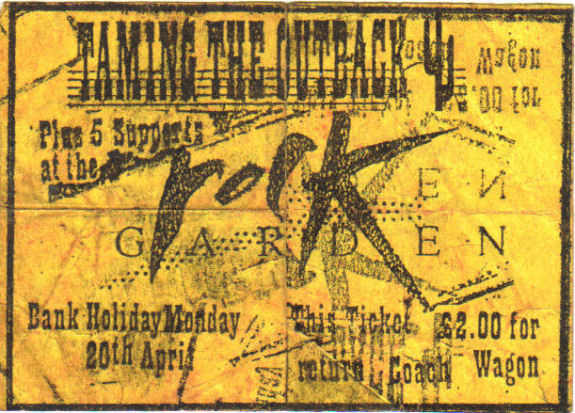 TAMING THE OUTBACK
Plus 5 Supports
at the
rock
GARDEN
Bank Holiday Monday
20th April
This Ticket £2.00 for
return Coach Wagon